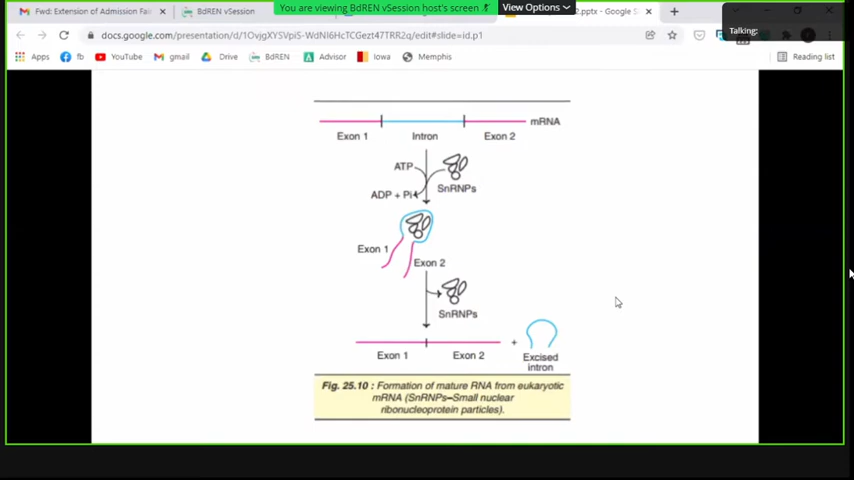 Fwd: Extension of Admission Fair
BdREN vSession
You are viewing BdREN vSession host's screen
View Options
2.pptx - Google S
Talking:
docs.google.com/presentation/d/1OvjgXYSVpiS-WdNl6HcTCGezt47TRR2q/edit#slide=id.p1
Apps
fb
YouTube
gmail
Drive
BdREN
Advisor
Iowa
Memphis
Reading list
mRNA
Exon 1
Intron
Exon 2
ATP
ADP + Pi
SnRNPs
Exon 1
Exon 2
SnRNPs
+
Exon 1
Exon 2
Excised
intron
Fig. 25.10 : Formation of mature RNA from eukaryotic
mRNA (SnRNPs–Small nuclear
ribonucleoprotein particles).